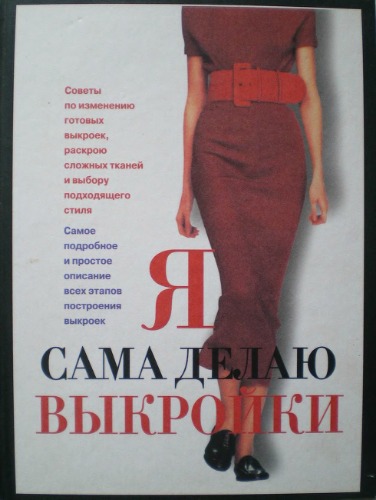 Советы
по изменению
готовых
выкроек,
раскрою
сложных тканей
и выбору
подходящего
стиля
Самое
подробное
и простое
описание
всех этапов
построения
выкроек
Я
САМА ДЕЛАЮ
ВЫКРОЙКИ